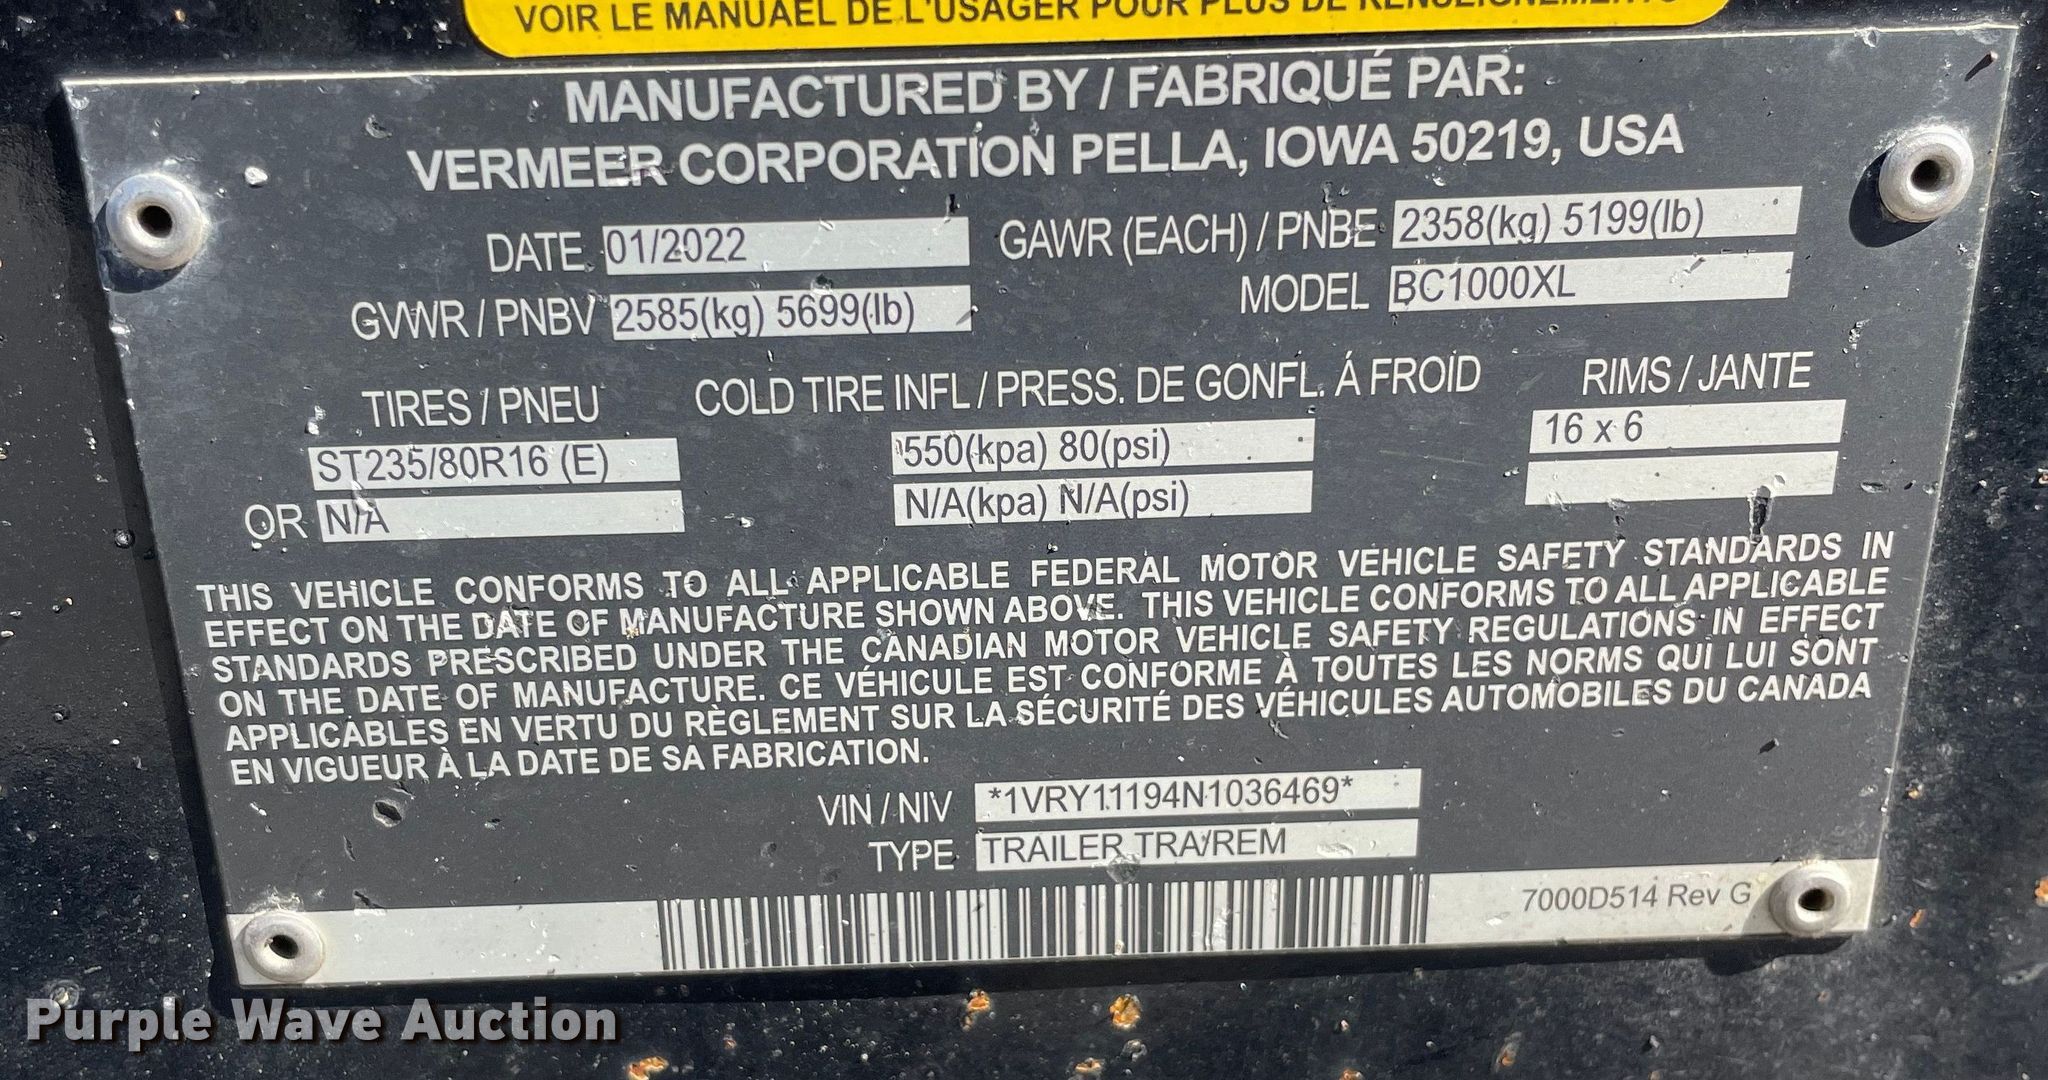 VOIR LE MANUAEL DE L'USAGER POUR PLUS DE RENSEIGNEMENTS
MANUFACTURED BY / FABRIQUÉ PAR:
VERMEER CORPORATION PELLA, IOWA 50219, USA
DATE 01/2022 GAWR (EACH) / PNBE 2358(kg) 5199(lb)
GVWR / PNBV 2585(kg) 5699(lb) MODEL BC1000XL
TIRES / PNEU COLD TIRE INFL / PRESS. DE GONFL. Á FROID RIMS / JANTE
ST235/80R16 (E) 550(kpa) 80(psi) 16 x 6
OR N/A N/A(kpa) N/A(psi)
THIS VEHICLE CONFORMS TO ALL APPLICABLE FEDERAL MOTOR VEHICLE SAFETY STANDARDS IN
EFFECT ON THE DATE OF MANUFACTURE SHOWN ABOVE. THIS VEHICLE CONFORMS TO ALL APPLICABLE
STANDARDS PRESCRIBED UNDER THE CANADIAN MOTOR VEHICLE SAFETY REGULATIONS IN EFFECT
ON THE DATE OF MANUFACTURE. CE VÉHICULE EST CONFORME À TOUTES LES NORMS QUI LUI SONT
APPLICABLES EN VERTU DU RÈGLEMENT SUR LA SÉCURITÉ DES VÉHICULES AUTOMOBILES DU CANADA
EN VIGUEUR À LA DATE DE SA FABRICATION.
VIN / NIV *1VRY11194N1036469*
TYPE TRAILER TRA/REM
7000D514 Rev G
Purple Wave Auction